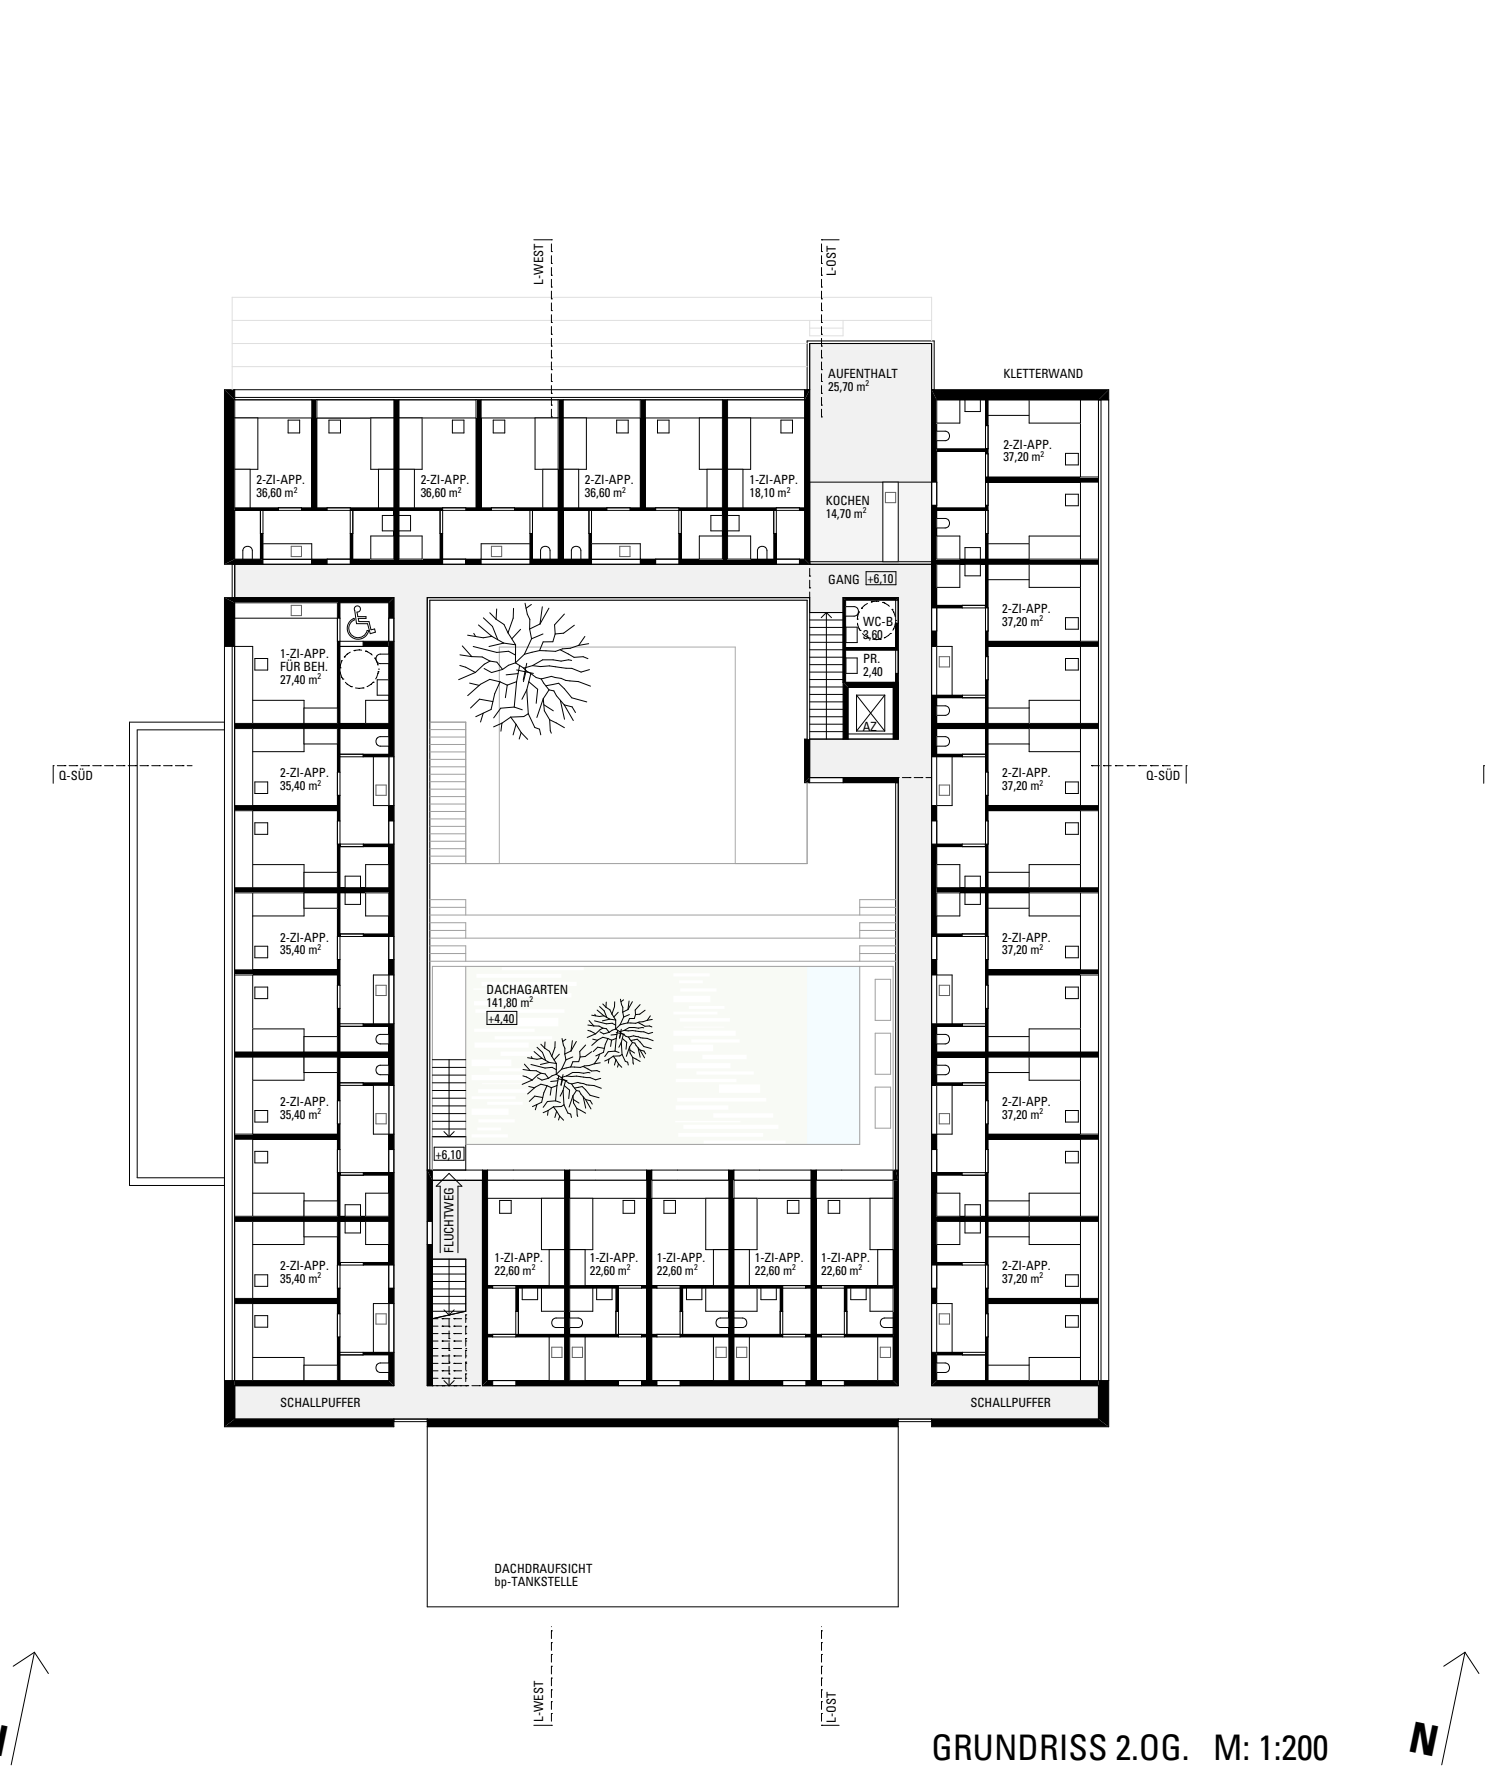 L-WEST
L-OST
AUFENTHALT
25,70 m²
KLETTERWAND
2-ZI-APP.
36,60 m²
2-ZI-APP.
36,60 m²
2-ZI-APP.
36,60 m²
1-ZI-APP.
18,10 m²
KOCHEN
14,70 m²
2-ZI-APP.
37,20 m²
GANG +6,10
1-ZI-APP.
FÜR BEH.
27,40 m²
WC-B
3,60
PR.
2,40
AZ
2-ZI-APP.
37,20 m²
Q-SÜD
2-ZI-APP.
35,40 m²
2-ZI-APP.
37,20 m²
Q-SÜD
2-ZI-APP.
35,40 m²
2-ZI-APP.
37,20 m²
DACHAGARTEN
141,80 m²
+4,40
2-ZI-APP.
35,40 m²
2-ZI-APP.
37,20 m²
+6,10
FLUCHTWEG
2-ZI-APP.
35,40 m²
1-ZI-APP.
22,60 m²
1-ZI-APP.
22,60 m²
1-ZI-APP.
22,60 m²
1-ZI-APP.
22,60 m²
1-ZI-APP.
22,60 m²
2-ZI-APP.
37,20 m²
SCHALLPUFFER
SCHALLPUFFER
DACHDRAUFSICHT
bp-TANKSTELLE
L-WEST
L-OST
GRUNDRISS 2.OG. M: 1:200
N